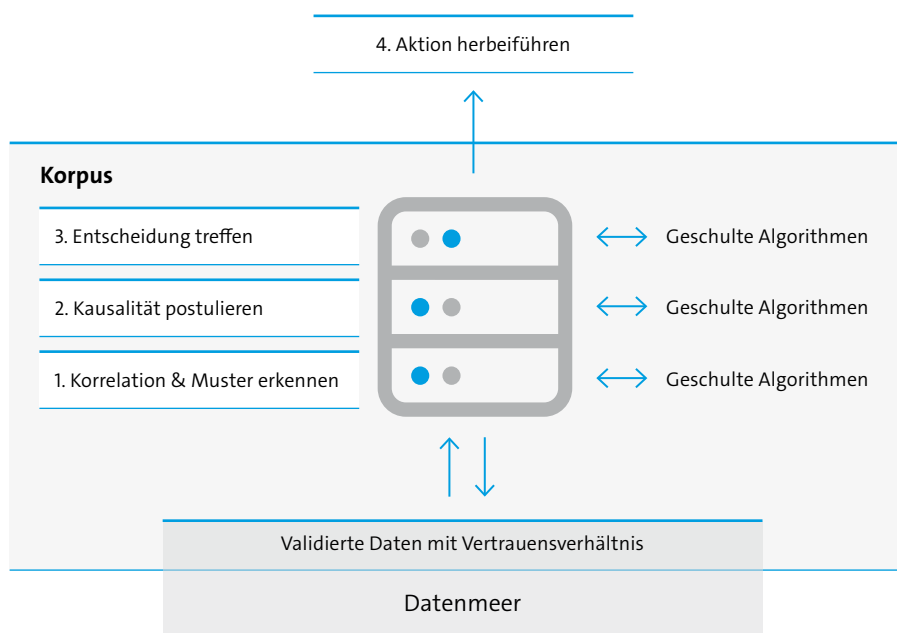 4. Aktion herbeiführen
Korpus
3. Entscheidung treffen
Geschulte Algorithmen
2. Kausalität postulieren
Geschulte Algorithmen
1. Korrelation & Muster erkennen
Geschulte Algorithmen
Validierte Daten mit Vertrauensverhältnis
Datenmeer